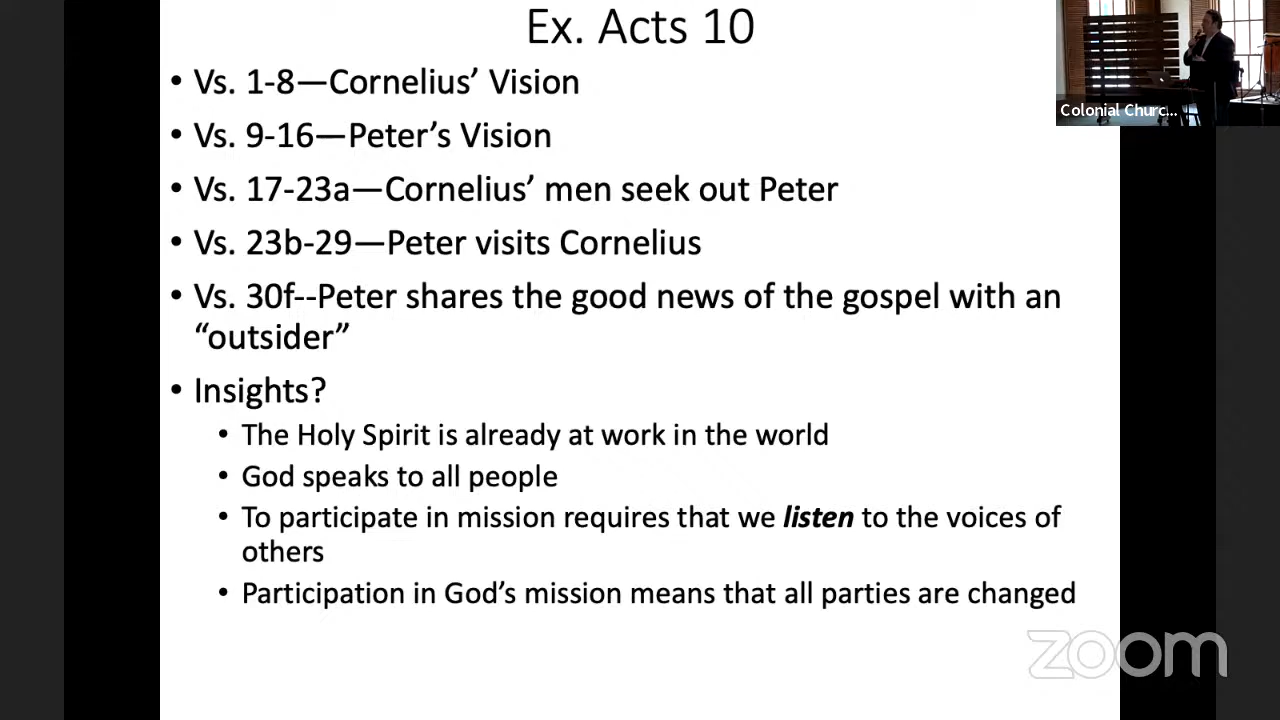 Ex. Acts 10
• Vs. 1-8—Cornelius’ Vision
• Vs. 9-16—Peter’s Vision
• Vs. 17-23a—Cornelius’ men seek out Peter
• Vs. 23b-29—Peter visits Cornelius
• Vs. 30f--Peter shares the good news of the gospel with an
“outsider”
• Insights?
• The Holy Spirit is already at work in the world
• God speaks to all people
• To participate in mission requires that we listen to the voices of
others
• Participation in God’s mission means that all parties are changed
Colonial Churc...
zoom